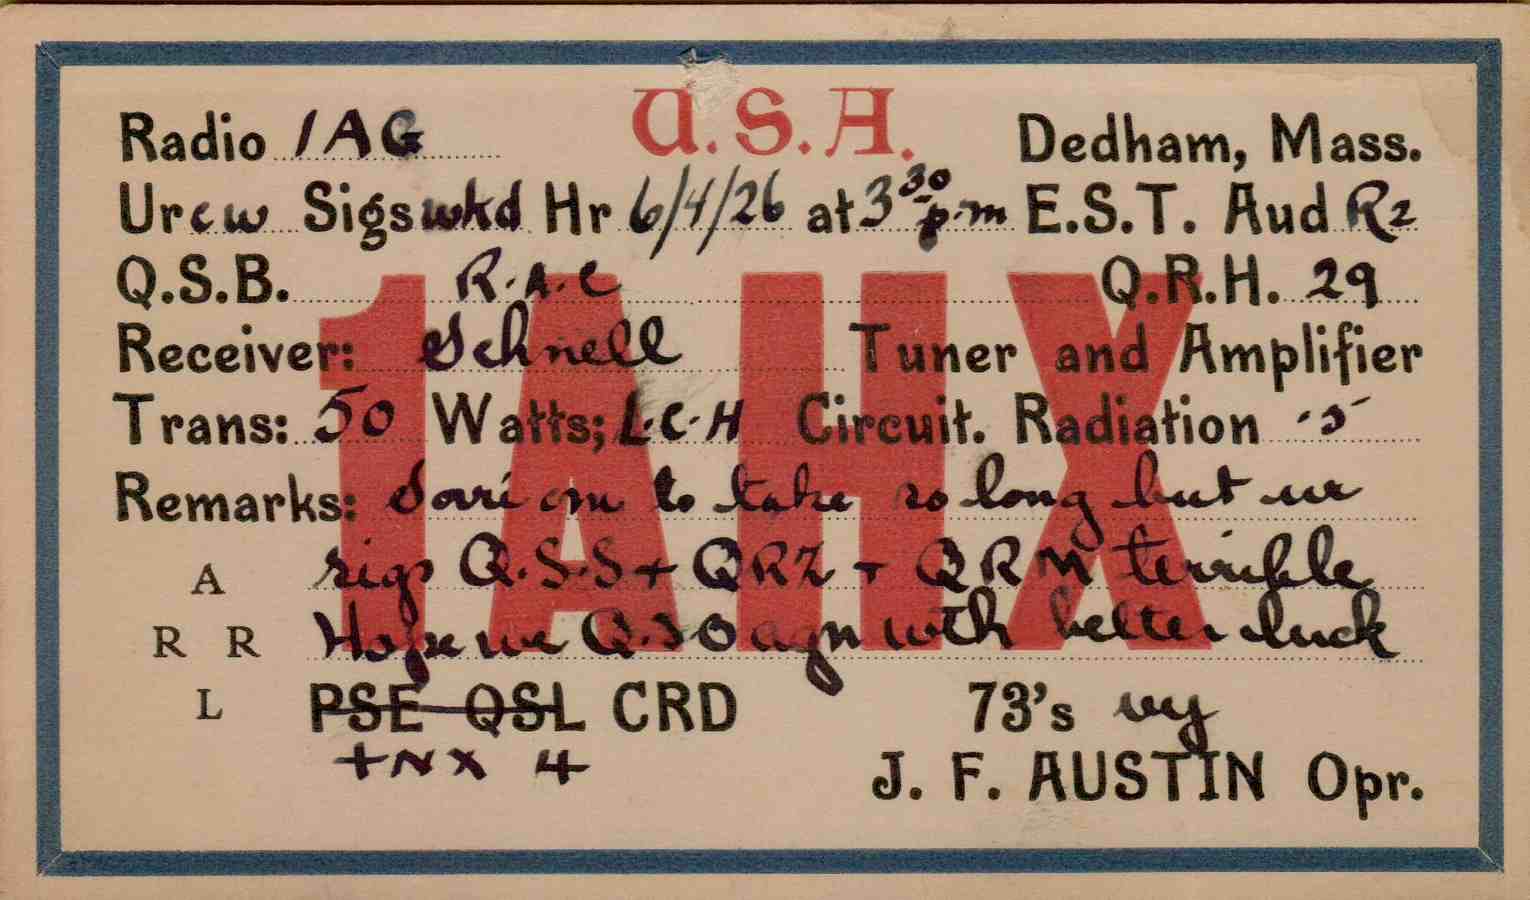 U.S.A.
Radio 1AG Dedham, Mass.
Ur cw Sigs wkd Hr 6/4/26 at 3 30 p.m E.S.T. Aud R2
Q.S.B. R.A.C Q.R.H. 29
1AHX
Receiver: Schnell Tuner and Amplifier
Trans: 50 Watts; L.C.H Circuit. Radiation .5
Remarks: Sorri om to take so long but ur
sigs Q.S.S + QRZ + QRM terrible
Hope we Q.S O agn with better luck
A
R R
L
PSE QSL CRD 73's vy
TNX 4
J. F. AUSTIN Opr.